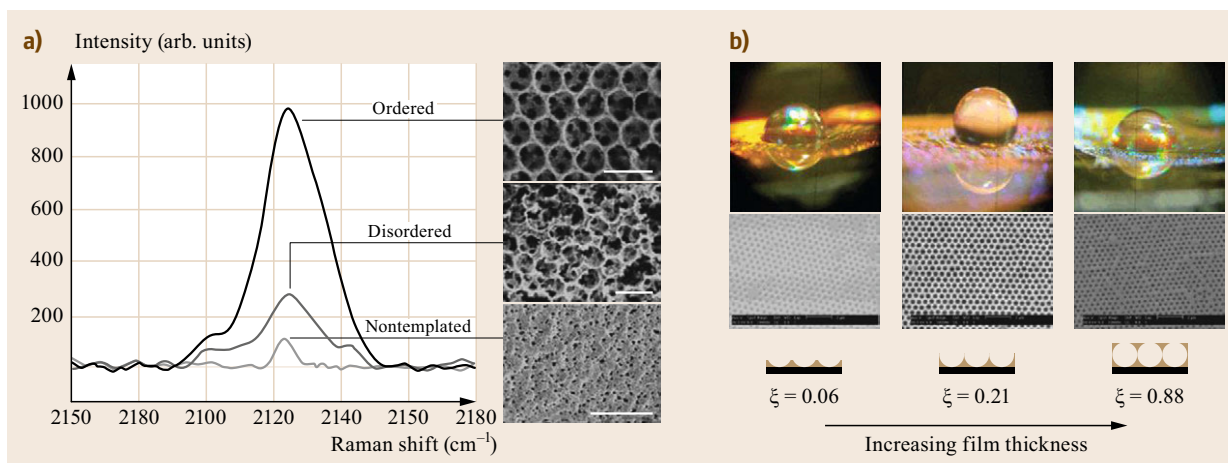 a)
Intensity (arb. units)
1000
800
600
400
200
Ordered
Disordered
Nontemplated
2150 2180 2100 2120 2140 2150 2180
Raman shift (cm⁻¹)
b)
ξ = 0.06 ξ = 0.21 ξ = 0.88
Increasing film thickness